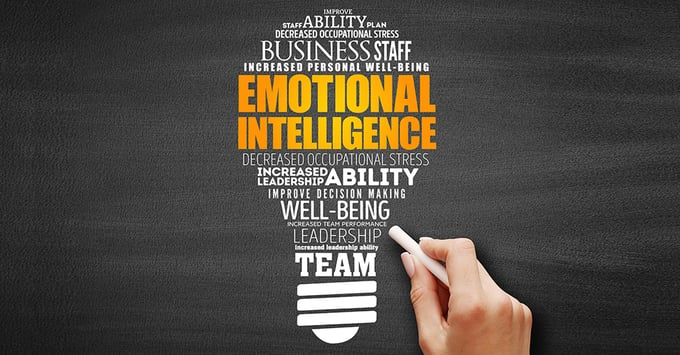 IMPROVE
STAFF ABILITY PLAN
DECREASED OCCUPATIONAL STRESS
BUSINESS STAFF
INCREASED PERSONAL WELL-BEING
EMOTIONAL
INTELLIGENCE
DECREASED OCCUPATIONAL STRESS
INCREASED
LEADERSHIP ABILITY
IMPROVE DECISION MAKING
WELL-BEING
INCREASED TEAM PERFORMANCE
LEADERSHIP
Increased leadership ability
TEAM